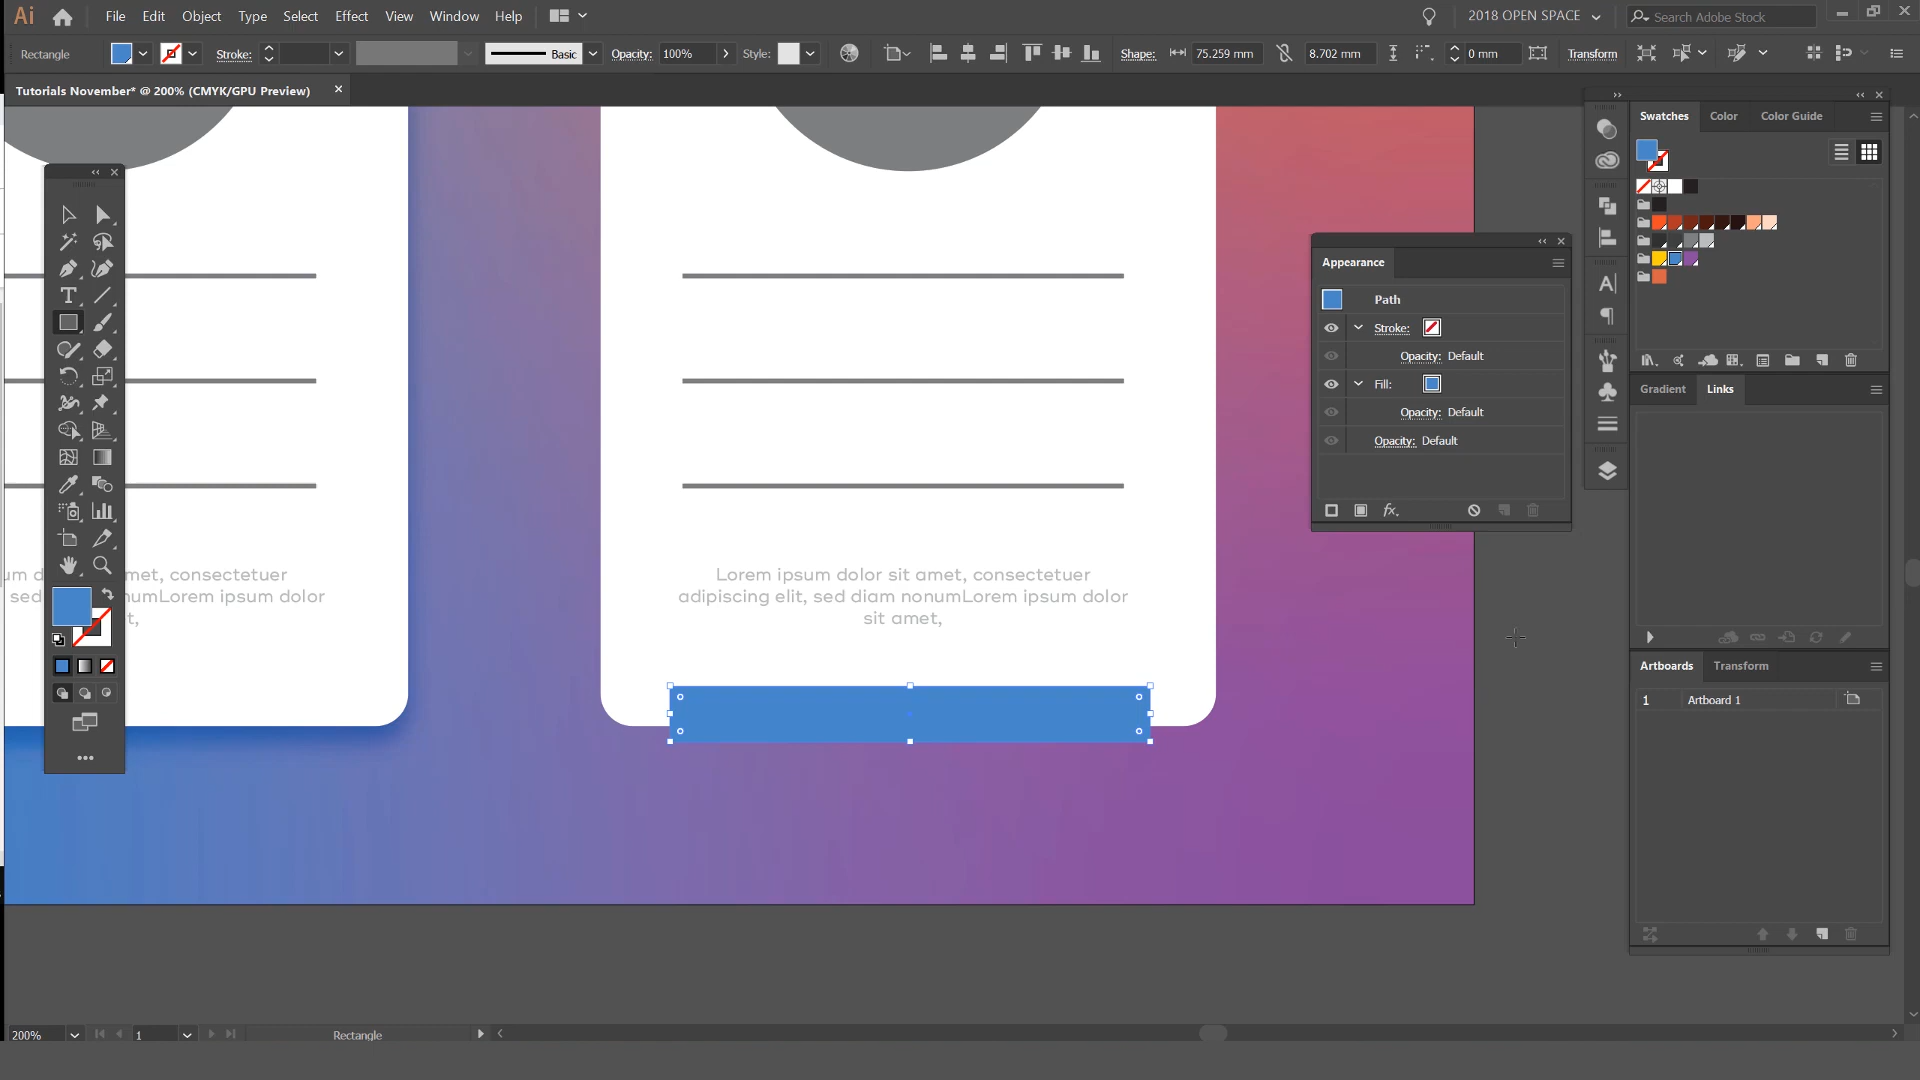 Ai File Edit Object Type Select Effect View Window Help 2018 OPEN SPACE Search Adobe Stock
Rectangle Stroke: Basic Opacity: 100% Style: Shape: 75.259 mm 8.702 mm 0 mm Transform
Tutorials November* @ 200% (CMYK/GPU Preview)
Swatches Color Color Guide
Appearance
Path
Stroke:
Opacity: Default
Fill:
Opacity: Default
Opacity: Default
fx
Gradient Links
met, consectetuer
sed numLorem ipsum dolor
t,
Lorem ipsum dolor sit amet, consectetuer
adipiscing elit, sed diam nonumLorem ipsum dolor
sit amet,
Artboards Transform
1 Artboard 1
200% 1 Rectangle